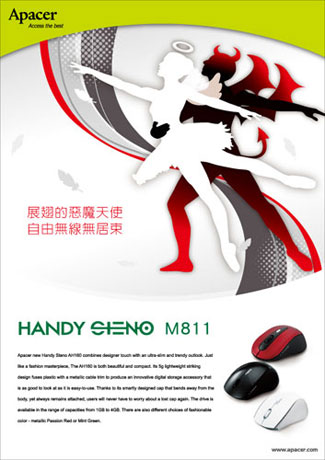 Apacer
Access the best
展翅的惡魔天使
自由無線無居束
HANDY STENO M811
Apacer new Handy Steno AH160 combines designer touch with an ultra-slim and trendy outlook. Just
like a fashion masterpiece, The AH160 is both beautiful and compact. Its 5g lightweight striking
design fuses plastic with a metallic cable trim to produce an innovative digital storage accessory that
is as good to look at as it is easy-to-use. Thanks to its smartly designed cap that bends away from the
body, yet always remains attached, users will never have to worry about a lost cap again. The drive is
available in the range of capacities from 1GB to 4GB. There are also different choices of fashionable
color - metallic Passion Red or Mint Green.
www.apacer.com